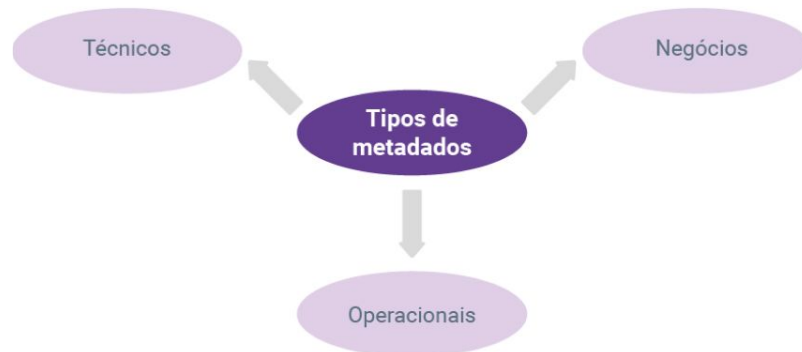 Técnicos
Negócios
Tipos de
metadados
Operacionais